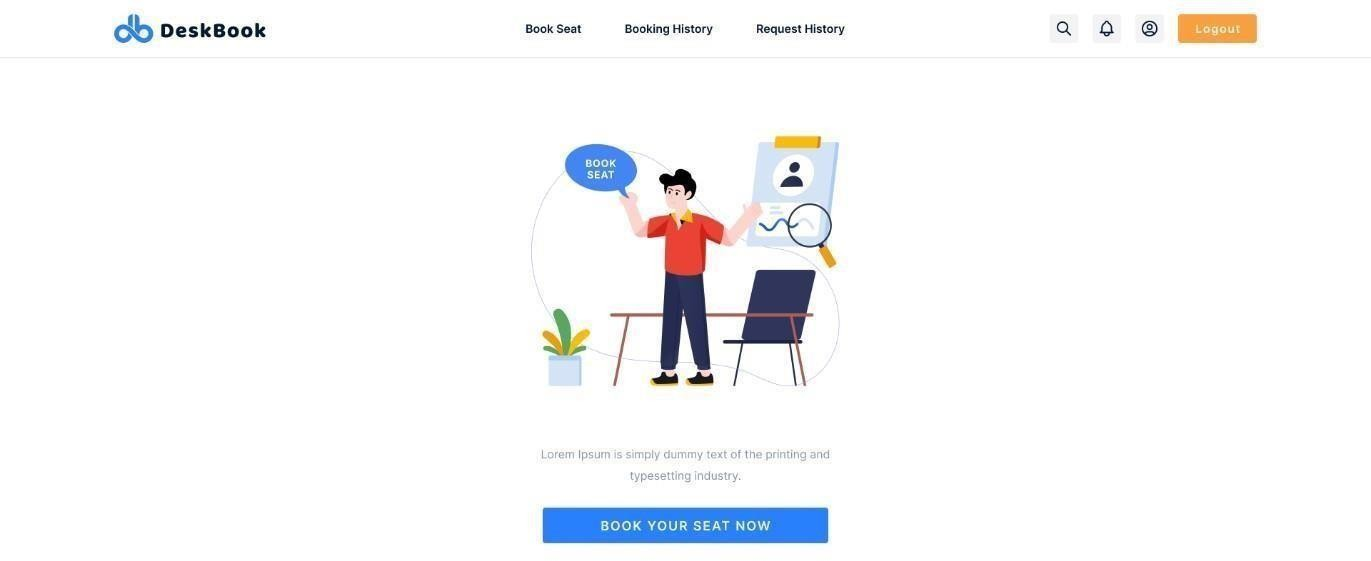 DeskBook
Book Seat
Booking History
Request History
Logout
BOOK
SEAT
Lorem Ipsum is simply dummy text of the printing and
typesetting industry.
BOOK YOUR SEAT NOW